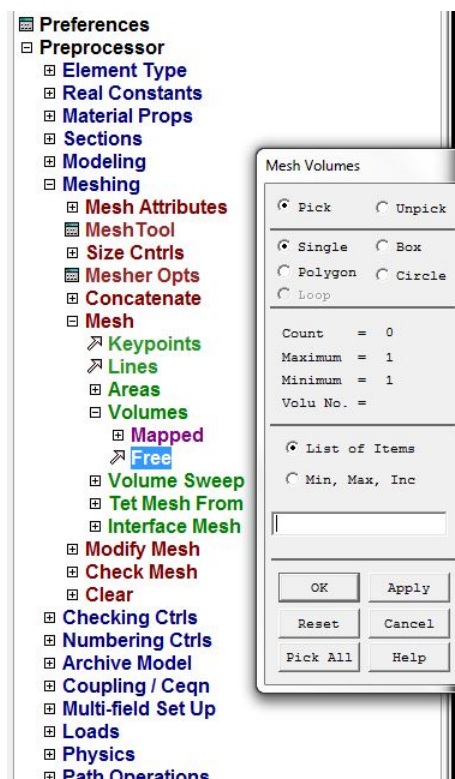 Preferences
Preprocessor
Element Type
Real Constants
Material Props
Sections
Modeling
Meshing
Mesh Attributes
MeshTool
Size Cntrls
Mesher Opts
Concatenate
Mesh
Keypoints
Lines
Areas
Volumes
Mapped
Free
Volume Sweep
Tet Mesh From
Interface Mesh
Modify Mesh
Check Mesh
Clear
Checking Ctrls
Numbering Ctrls
Archive Model
Coupling / Ceqn
Multi-field Set Up
Loads
Physics
Path Operations
Mesh Volumes
Pick Unpick
Single Box
Polygon Circle
Loop
Count = 0
Maximum = 1
Minimum = 1
Volu No. =
List of Items
Min, Max, Inc
OK Apply
Reset Cancel
Pick All Help